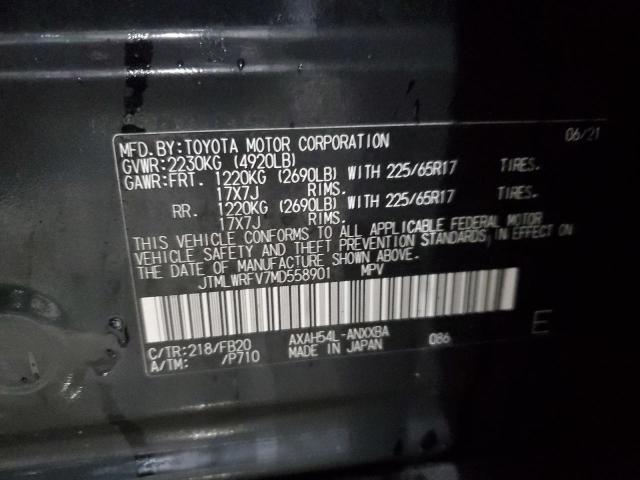 MFD.BY:TOYOTA MOTOR CORPORATION 06/21
GVWR:2230KG (4920LB)
GAWR:FRT. 1220KG (2690LB) WITH 225/65R17 TIRES.
17X7J RIMS.
RR. 1220KG (2690LB) WITH 225/65R17 TIRES.
17X7J RIMS.
THIS VEHICLE CONFORMS TO ALL APPLICABLE FEDERAL MOTOR
VEHICLE SAFETY AND THEFT PREVENTION STANDARDS IN EFFECT ON
THE DATE OF MANUFACTURE SHOWN ABOVE.
JTMLWRFV7MD558901 MPV
C/TR:218/FB20 AXAH54L-ANXXBA 086 E
A/TM: /P710 MADE IN JAPAN